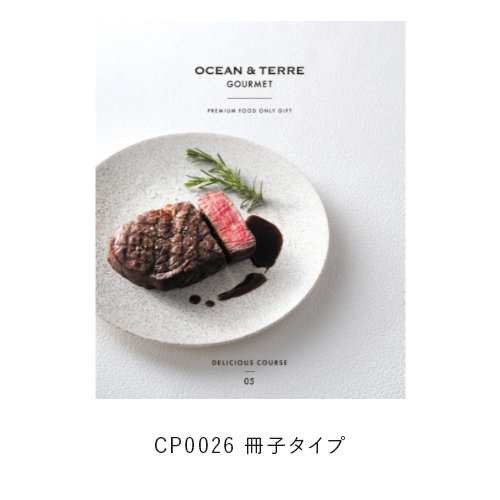 OCEAN & TERRE
GOURMET
PREMIUM FOOD ONLY GIFT
DELICIOUS COURSE
05
CP0026 冊子タイプ